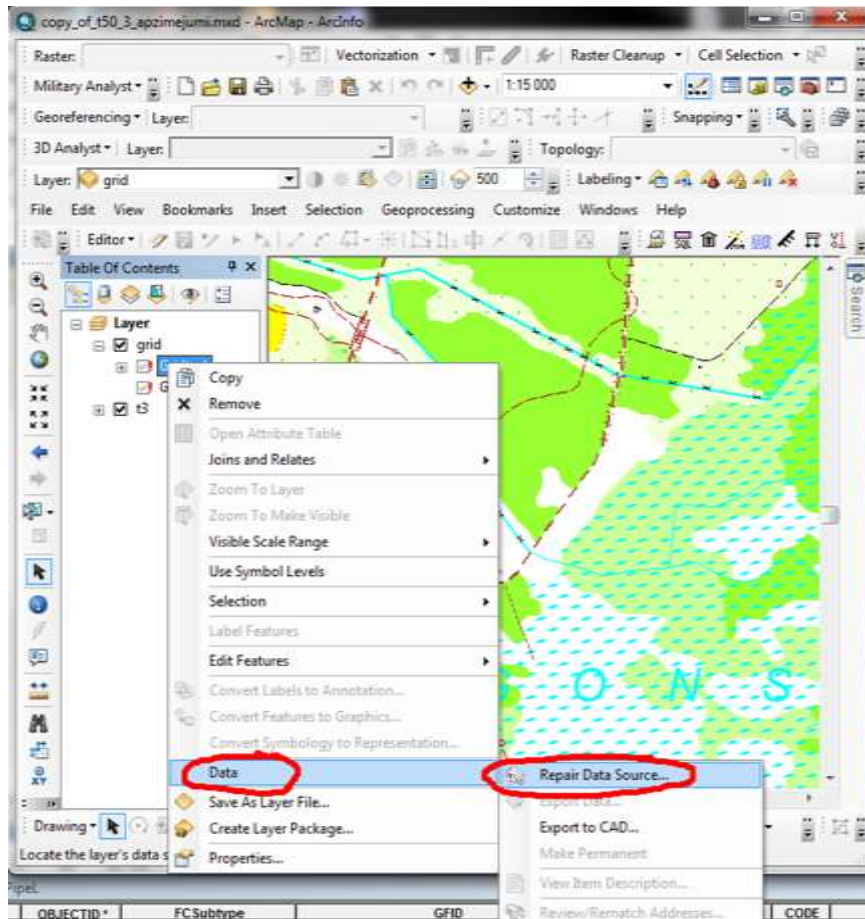 copy_of_t50_3_apzimejumi.mxd - ArcMap - ArcInfo
Raster: Vectorization Raster Cleanup Cell Selection
Military Analyst 1:15 000
Georeferencing Layer: Snapping
3D Analyst Layer: Topology:
Layer: grid 500 Labeling
File Edit View Bookmarks Insert Selection Geoprocessing Customize Windows Help
Editor
Table Of Contents
Search
Layer
grid
t3
Copy
Remove
Open Attribute Table
Joins and Relates
Zoom To Layer
Zoom To Make Visible
Visible Scale Range
Use Symbol Levels
Selection
Label Features
Edit Features
Convert Labels to Annotation...
Convert Features to Graphics...
Convert Symbology to Representation...
Data
Save As Layer File...
Create Layer Package...
Properties...
O N S
Repair Data Source...
Export Data...
Export to CAD...
Make Permanent
View Item Description...
Review/Rematch Addresses...
XY
Drawing
Locate the layer's data s
OBJECTID * FCSubtype GFID CODE